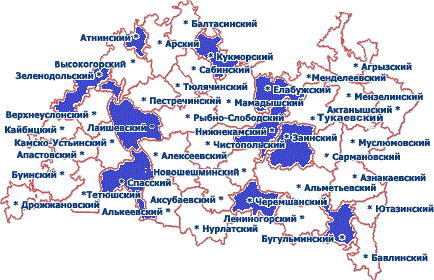 * Балтасинский
Атнинский *
* Арский
* Кукморский
Высокогорский *
Сабинский *
* Агрызский
Зеленодольский *
* Менделеевский
* Тюлячинский
* Елабужский
* Пестречинский
Мамадышский *
* Мензелинский
Актанышский *
Верхнеуслонский *
* Рыбно-Слободский
* Тукаевский
Кайбицкий *
Лаишевский *
Нижнекамский *
* Заинский
Камско-Устьинский *
* Чистопольский
* Муслюмовский
Апастовский *
* Алексеевский
* Сармановский
Буинский *
Новошешминский *
* Азнакаевский
* Спасский
* Альметьевский
*Тетюшский
Аксубаевский *
* Черемшанский
* Дрожжановский
Алькеевский *
Лениногорский *
* Ютазинский
* Нурлатский
Бугульминский *
* Бавлинский